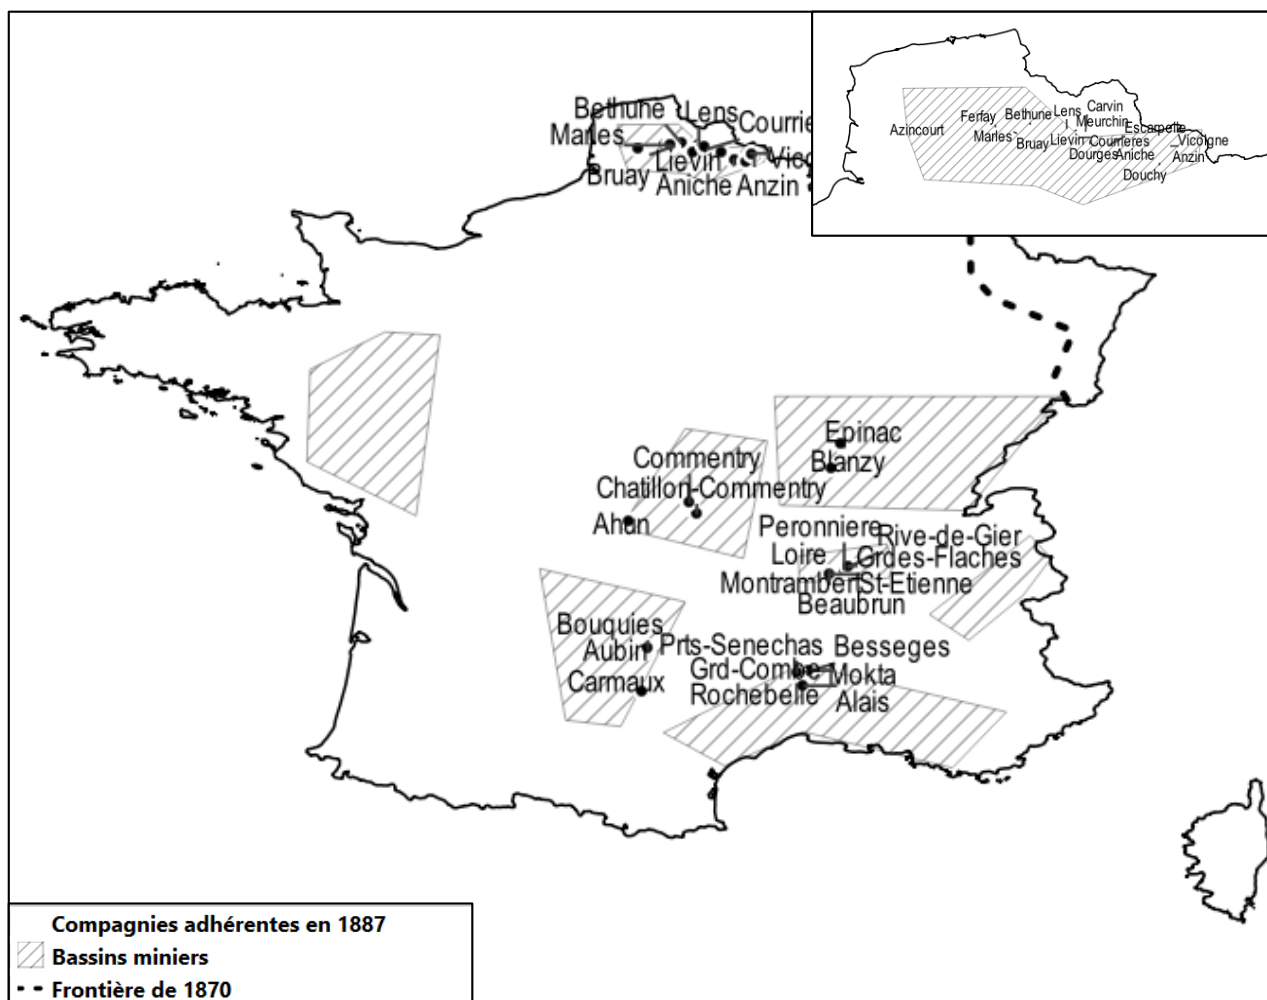 Bethune
Lens
Courrie
Marles
Lievin
Vico
Bruay
Aniche
Anzin
Azincourt
Ferfay
Bethune
Lens
Carvin
Meurchin
Marles
Bruay
Lievin
Courrieres
Escarpelle
Vicoigne
Dourges
Aniche
Anzin
Douchy
Epinac
Blanzy
Commentry
Chatillon-Commentry
Ahun
Peronniere
Rive-de-Gier
Loire
Grdes-Flaches
Montrambert
St-Etienne
Beaubrun
Bouquies
Aubin
Carmaux
Prts-Senechas
Besseges
Grd-Combe
Mokta
Rochebelle
Alais
Compagnies adhérentes en 1887
Bassins miniers
Frontière de 1870